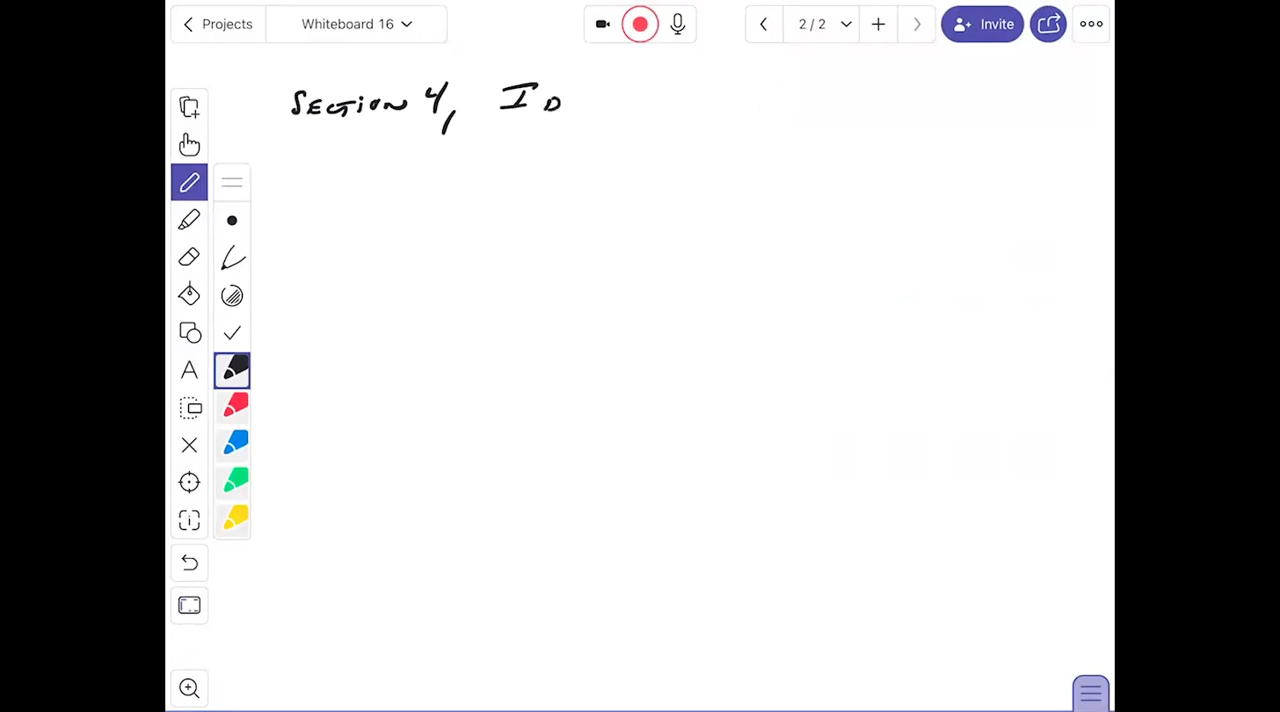 Projects
Whiteboard 16
2 / 2
Invite
SECTION 4, ID
A